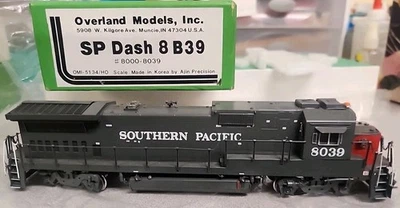 Overland Models, Inc.
5908 W. Kilgore Ave., Muncie, IN 47304 U.S.A.
SP Dash 8 B39
# 8000-8039
OMI-5134/HO Scale: Made in Korea by Ajin Precision
SOUTHERN PACIFIC
8039